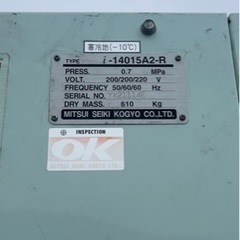 寒冷地(-10℃)
TYPE i-14015A2-R
PRESS. 0.7 MPa
VOLT. 200/200/220 V
FREQUENCY 50/60/60 Hz
SERIAL NO.
DRY MASS. 610 Kg
MITSUI SEIKI KOGYO CO.,LTD.
INSPECTION
OK